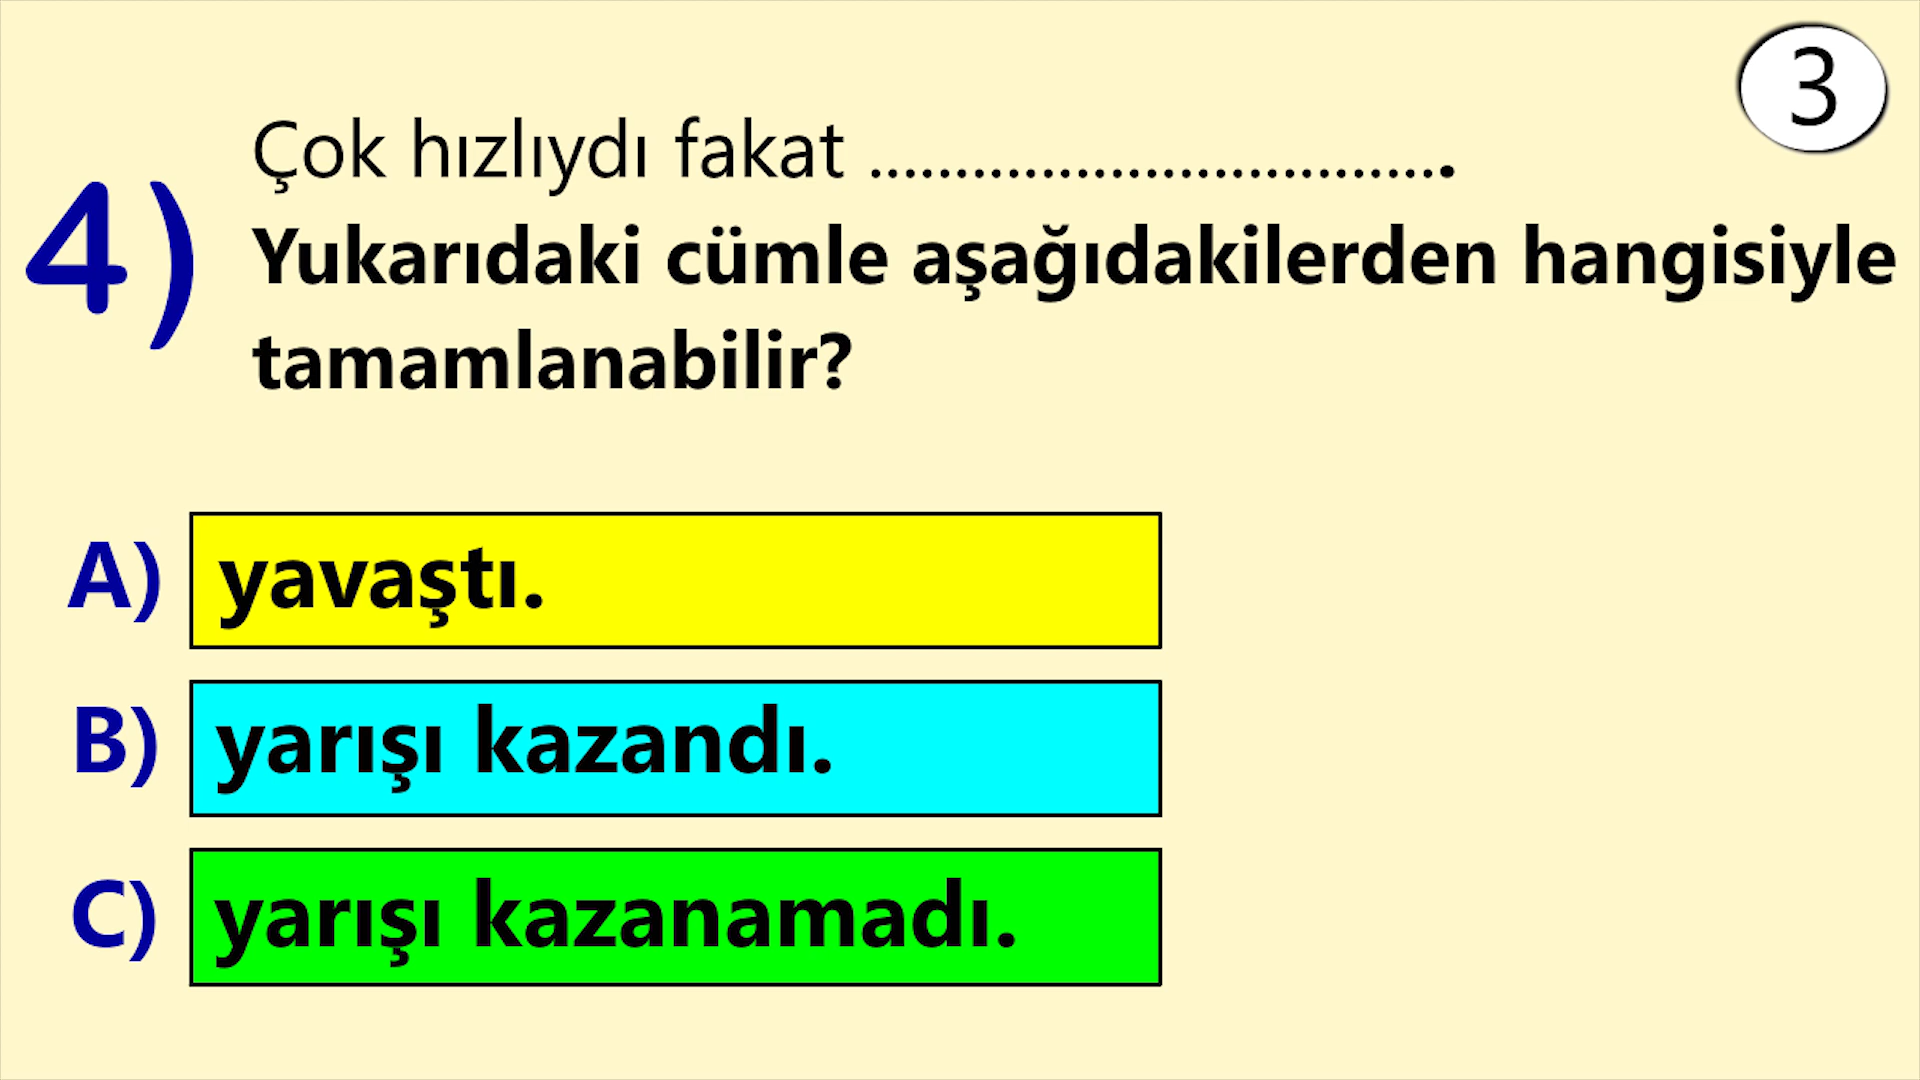 3
4) Çok hızlıydı fakat ..................................
Yukarıdaki cümle aşağıdakilerden hangisiyle
tamamlanabilir?
A) yavaştı.
B) yarışı kazandı.
C) yarışı kazanamadı.